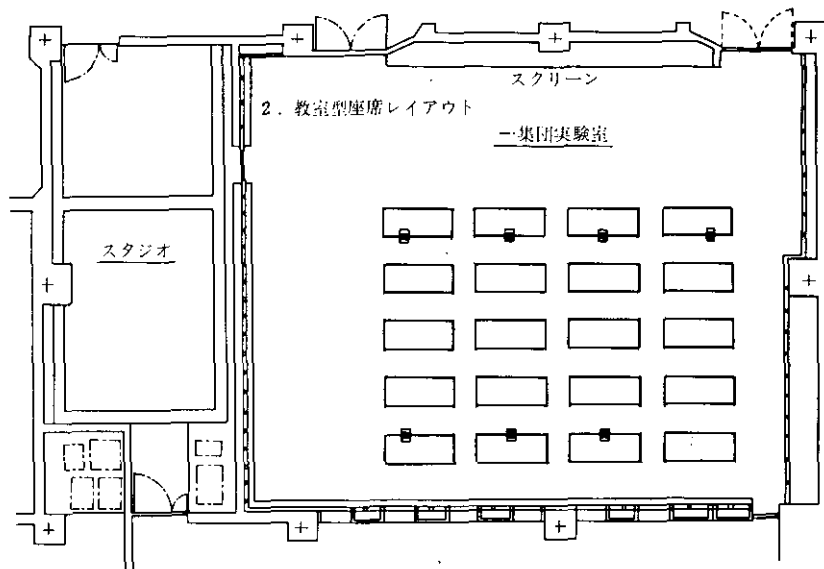 スクリーン
2．教室型座席レイアウト
一集団実験室
スタジオ